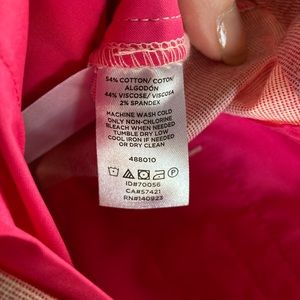 54% COTTON/ COTON/
ALGODÓN
44% VISCOSE/ VISCOSA
2% SPANDEX
MACHINE WASH COLD
ONLY NON-CHLORINE
BLEACH WHEN NEEDED
TUMBLE DRY LOW
COOL IRON IF NEEDED
OR DRY CLEAN
488010
ID#70056
CA#57421
RN#140923